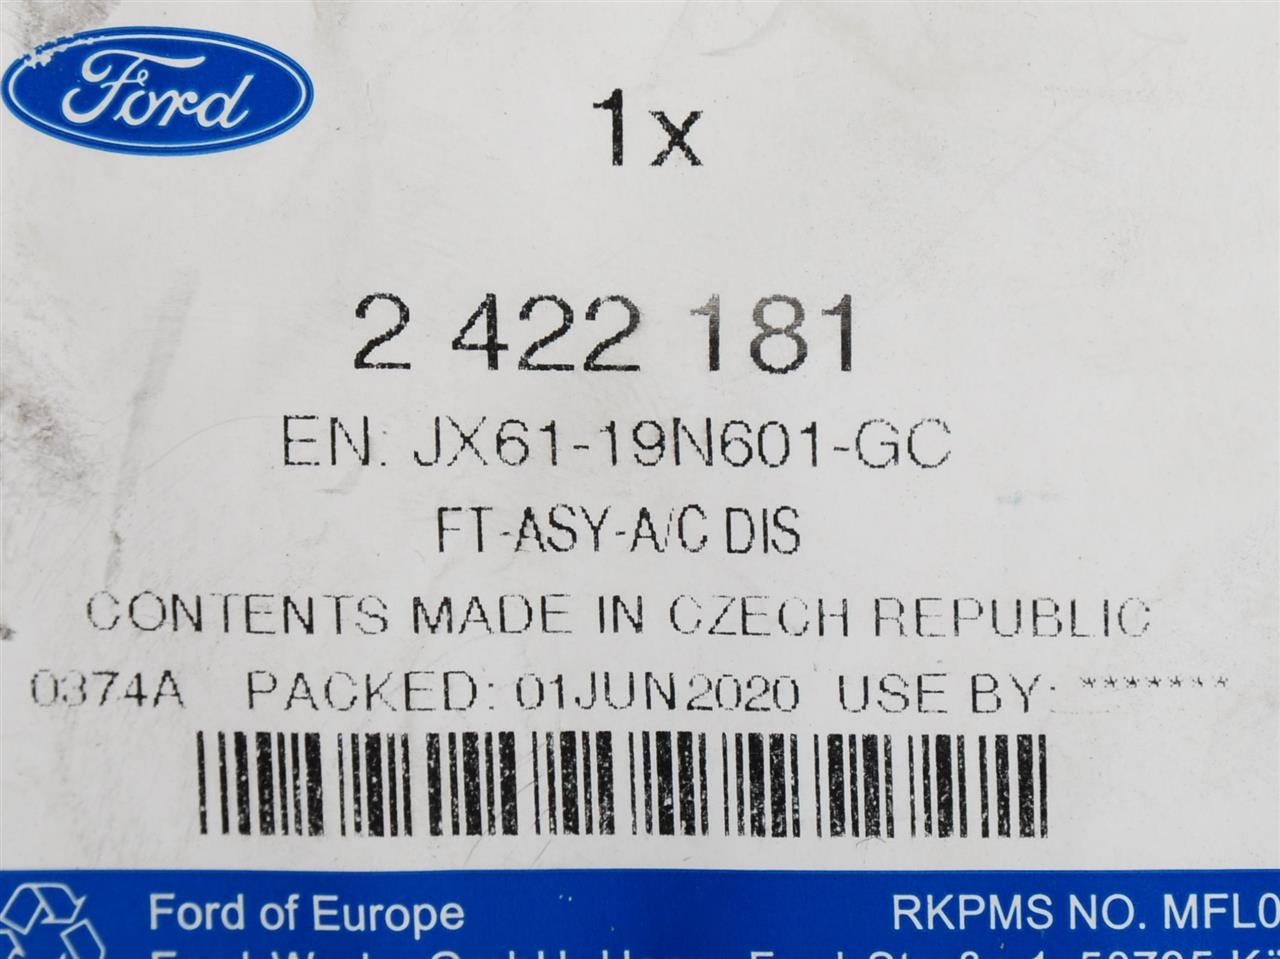 Ford
1x
2 422 181
EN: JX61-19N601-GC
FT-ASY-A/C DIS
CONTENTS MADE IN CZECH REPUBLIC
0374A PACKED: 01JUN2020 USE BY: *******
Ford of Europe RKPMS NO. MFL0